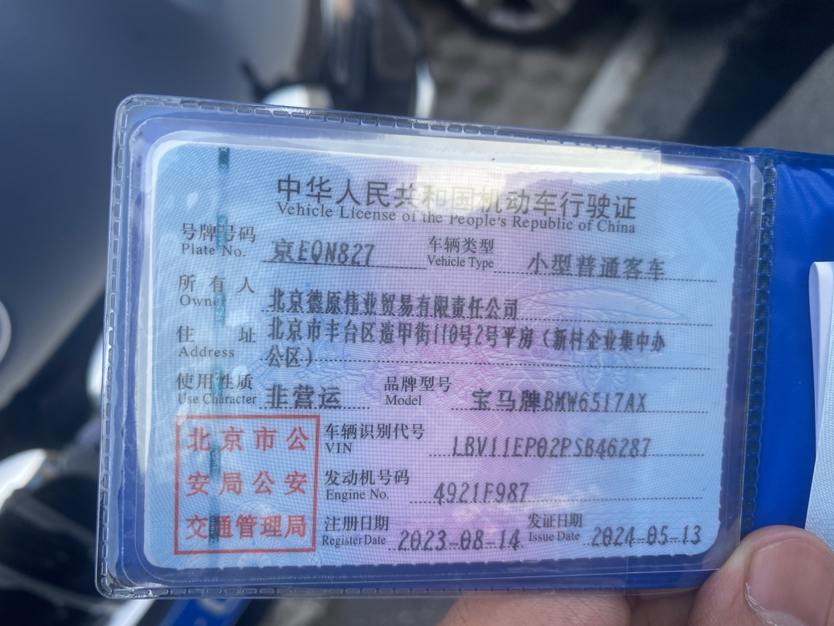 中华人民共和国机动车行驶证
Vehicle License of the People's Republic of China
号牌号码 京EQN827 车辆类型 小型普通客车
Plate No. Vehicle Type
所有人 北京德原伟业贸易有限责任公司
Owner
住址 北京市丰台区造甲街110号2号平房（新村企业集中办
Address 公区）
使用性质 非营运 品牌型号 宝马牌BMW6517AX
Use Character Model
北京市公 车辆识别代号 LBV11EP02PSB46287
VIN
安局公安 发动机号码 4921F987
Engine No.
交通管理局 注册日期 2023-08-14 发证日期 2024-05-13
Register Date Issue Date